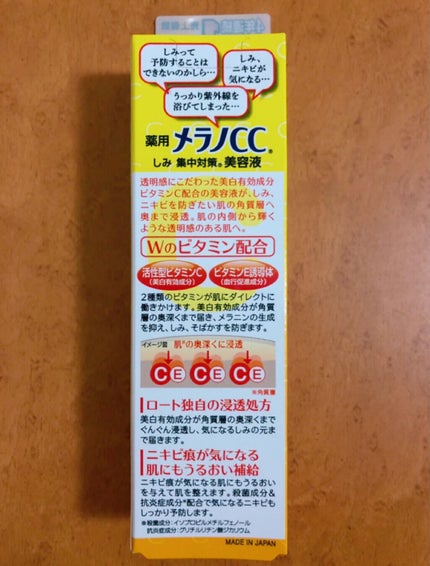 しみって
予防することは
できないのかしら…
しみ、
ニキビが
気になる…
うっかり紫外線を
浴びてしまった…
薬用 メラノCC®
しみ 集中対策® 美容液
透明感にこだわった美白有効成分
ビタミンC配合の美容液が、しみ、
ニキビを防ぎたい肌の角質層へ
奥まで浸透。肌の内側から輝く
ような透明感のある肌へ。
Wのビタミン配合
活性型ビタミンC
(美白有効成分)
ビタミンE誘導体
(血行促進成分)
2種類のビタミンが肌にダイレクトに
働きかけます。美白有効成分が角質
層の奥深くまで届き、メラニンの生成
を抑え、しみ、そばかすを防ぎます。
イメージ図 肌※の奥深くに浸透
C E C E C E
※角質層
ロート独自の浸透処方
美白有効成分が角質層の奥深くまで
ぐんぐん浸透し、気になるしみの元ま
で届きます。
ニキビ痕が気になる
肌にもうるおい補給
ニキビ痕が気になる肌にもうるおい
を与えて肌を整えます。殺菌成分&
抗炎症成分*配合で気になるニキビも
しっかり予防します。
*殺菌成分:イソプロピルメチルフェノール
抗炎症成分:グリチルリチン酸ジカリウム
MADE IN JAPAN